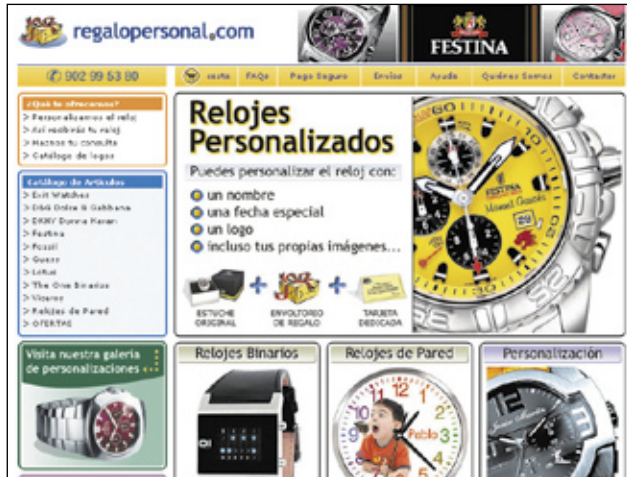 regalopersonal.com
FESTINA
902 99 53 80
cesta FAQs Pago Seguro Envíos Ayuda Quiénes Somos Contactar
¿Qué te ofrecemos?
> Personalizamos el reloj
> Así recibirás tu reloj
> Haznos tu consulta
> Catálogo de logos
Catálogo de Artículos
> Exit Watches
> D&G Dolce & Gabbana
> DKNY Donna Karan
> Festina
> Fossil
> Guess
> Lotus
> The One Binarios
> Viceroy
> Relojes de Pared
> OFERTAS
Visita nuestra galería
de personalizaciones
Relojes
Personalizados
Puedes personalizar el reloj con:
un nombre
una fecha especial
un logo
incluso tus propias imágenes...
ESTUCHE
ORIGINAL
ENVOLTORIO
DE REGALO
TARJETA
DEDICADA
FESTINA
29
Relojes Binarios
Relojes de Pared
Pablo
Personalización